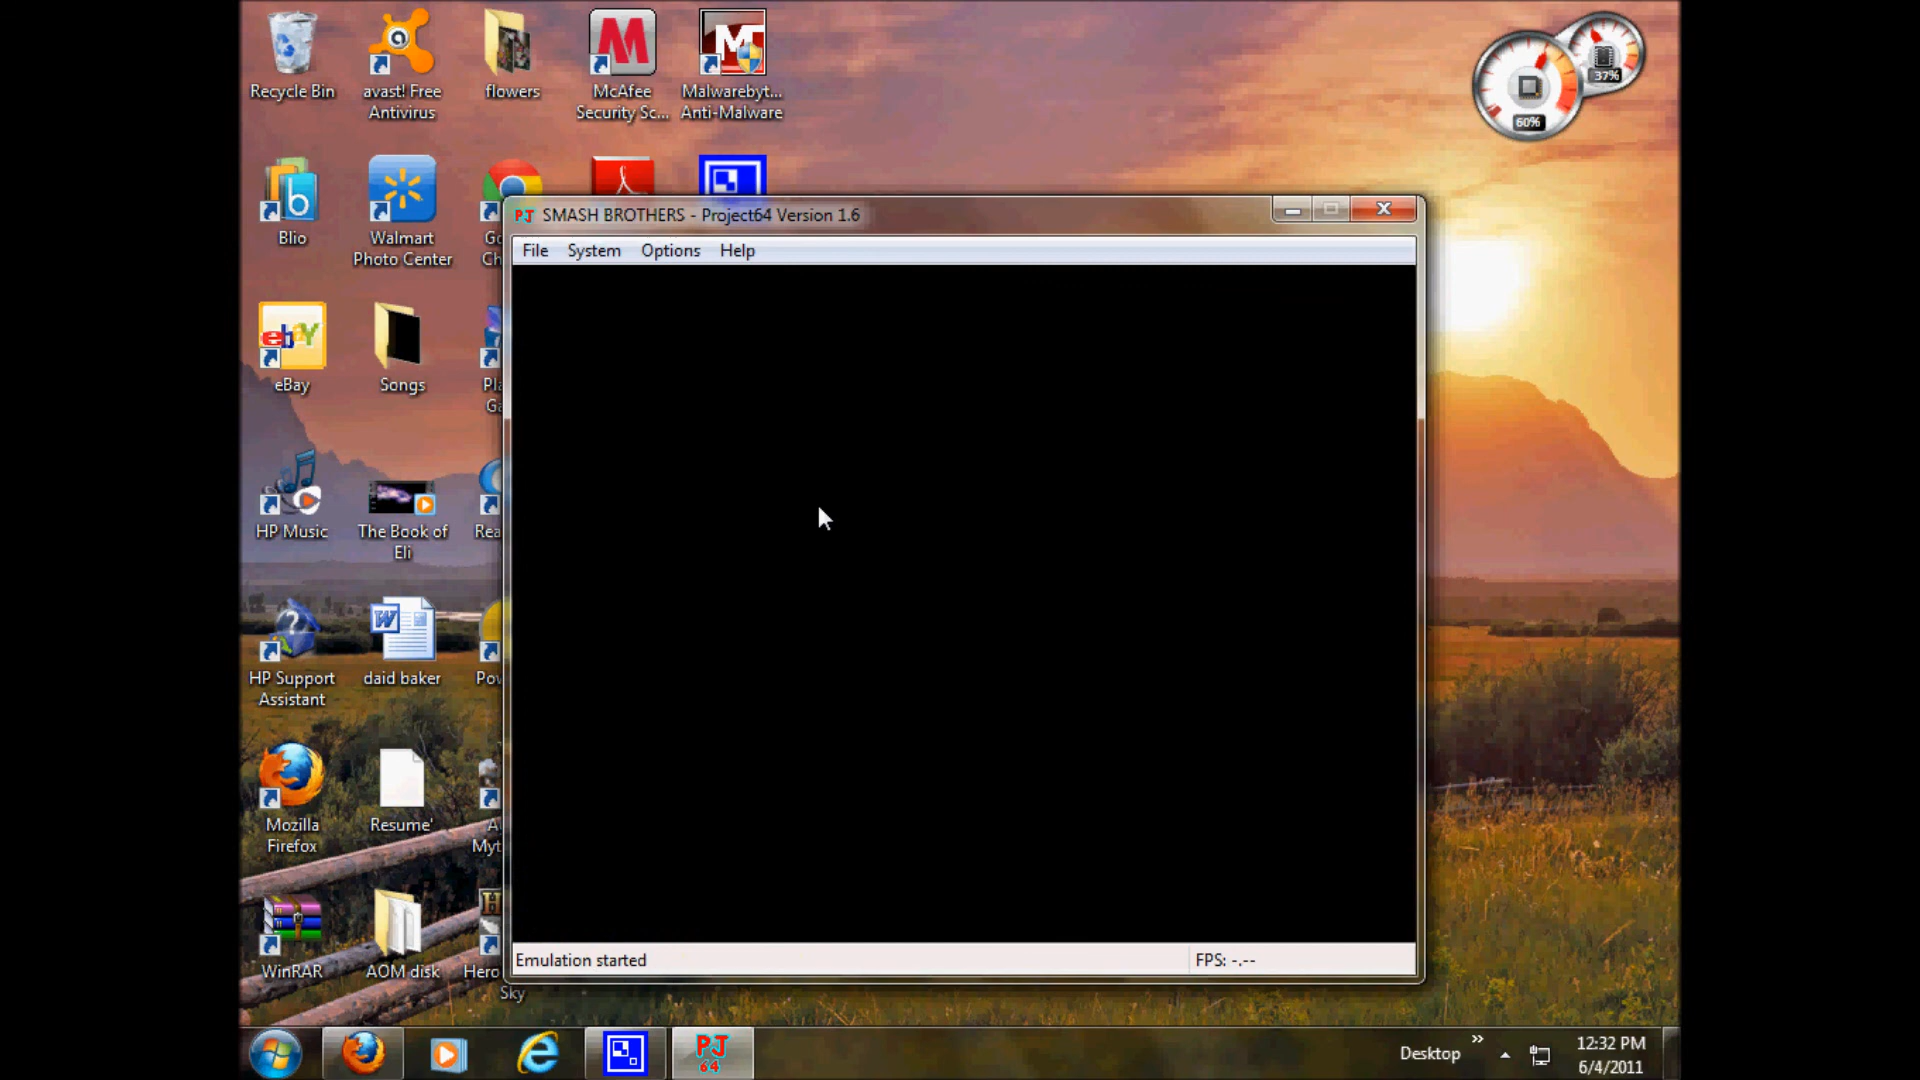 Recycle Bin
avast! Free
Antivirus
flowers
McAfee
Security Sc...
Malwarebyt...
Anti-Malware
37%
60%
Blio
Walmart
Photo Center
SMASH BROTHERS - Project64 Version 1.6
File System Options Help
eBay
Songs
HP Music
The Book of
Eli
HP Support
Assistant
daid baker
Mozilla
Firefox
Resume'
WinRAR
AOM disk
Hero
Sky
Emulation started
FPS: -.--
PJ
64
Desktop
12:32 PM
6/4/2011